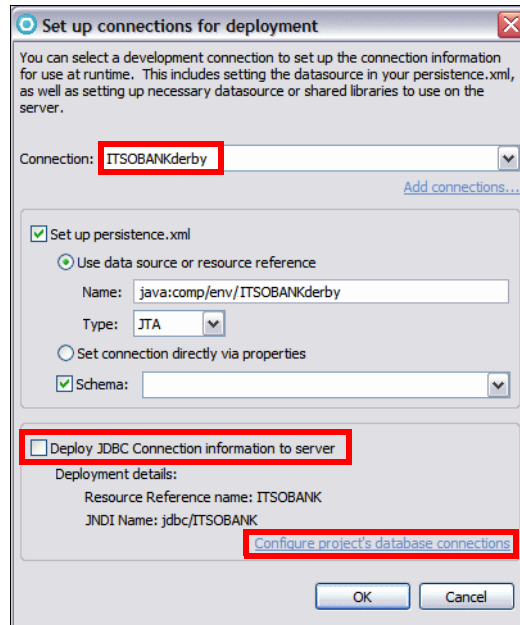 Set up connections for deployment
You can select a development connection to set up the connection information
for use at runtime. This includes setting the datasource in your persistence.xml,
as well as setting up necessary datasource or shared libraries to use on the
server.
Connection: ITSOBANKderby
Add connections...
Set up persistence.xml
Use data source or resource reference
Name: java:comp/env/ITSOBANKderby
Type: JTA
Set connection directly via properties
Schema:
Deploy JDBC Connection information to server
Deployment details:
Resource Reference name: ITSOBANK
JNDI Name: jdbc/ITSOBANK
Configure project's database connections
OK Cancel